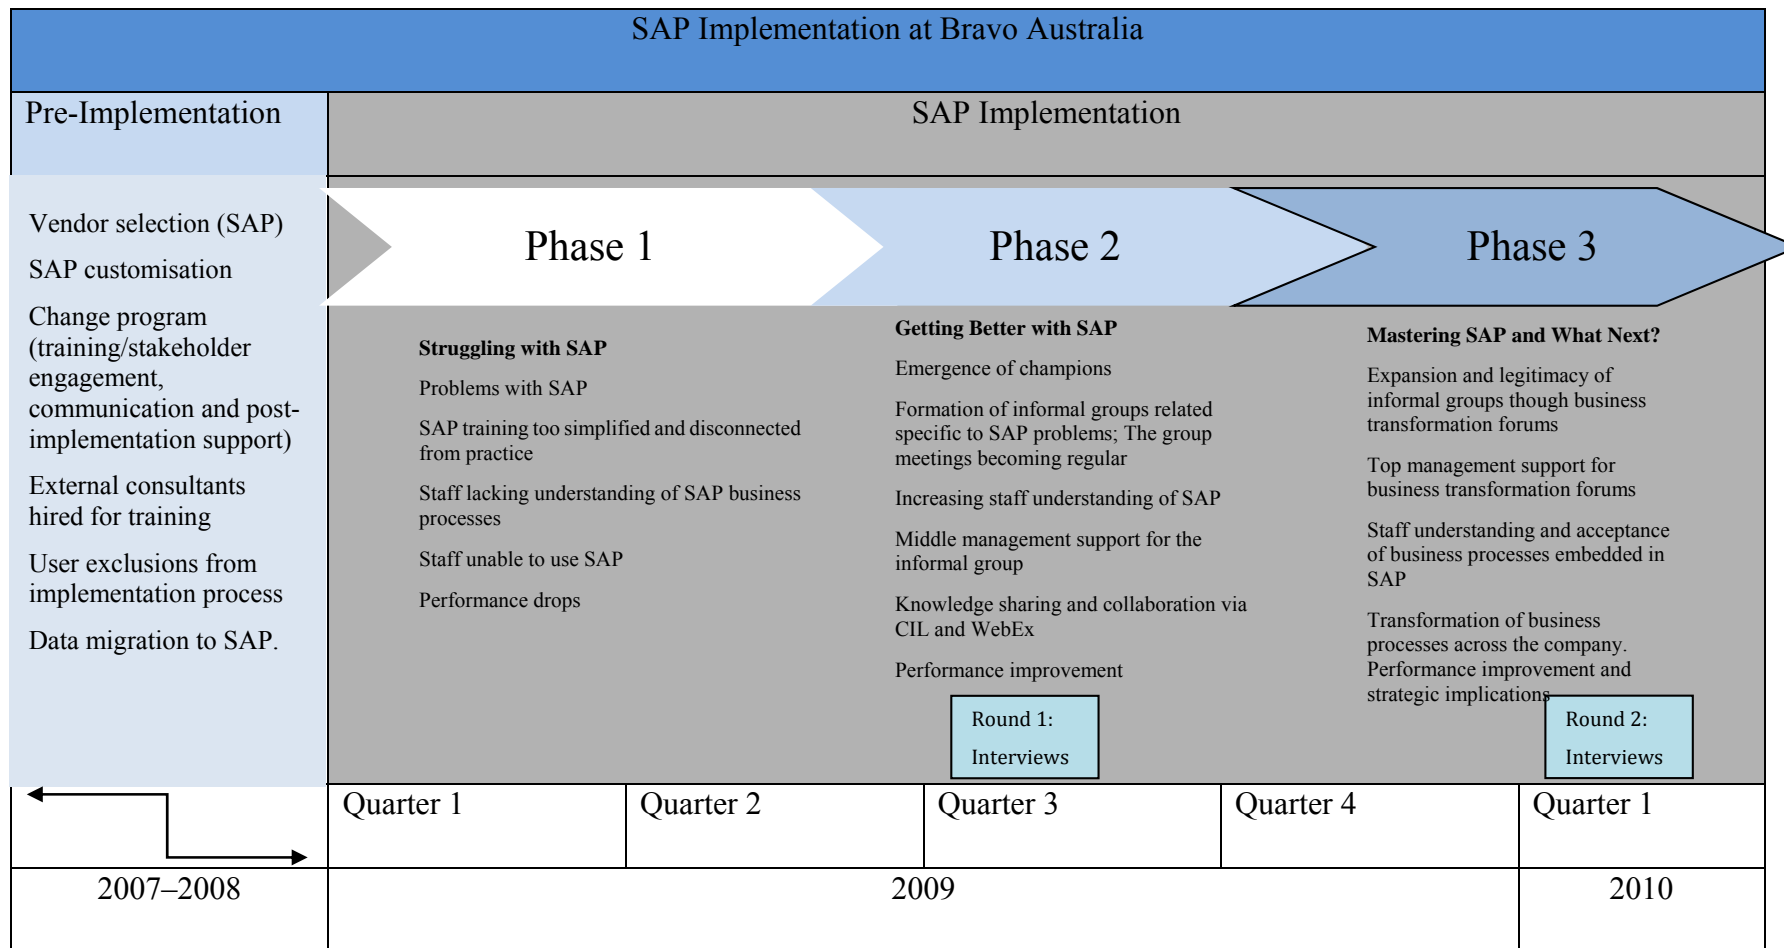 SAP Implementation at Bravo Australia
Pre-Implementation
SAP Implementation
Vendor selection (SAP)
SAP customisation
Change program
(training/stakeholder
engagement,
communication and post-
implementation support)
External consultants
hired for training
User exclusions from
implementation process
Data migration to SAP.
Phase 1
Struggling with SAP
Problems with SAP
SAP training too simplified and disconnected
from practice
Staff lacking understanding of SAP business
processes
Staff unable to use SAP
Performance drops
Phase 2
Getting Better with SAP
Emergence of champions
Formation of informal groups related
specific to SAP problems; The group
meetings becoming regular
Increasing staff understanding of SAP
Middle management support for the
informal group
Knowledge sharing and collaboration via
CIL and WebEx
Performance improvement
Round 1:
Interviews
Phase 3
Mastering SAP and What Next?
Expansion and legitimacy of
informal groups though business
transformation forums
Top management support for
business transformation forums
Staff understanding and acceptance
of business processes embedded in
SAP
Transformation of business
processes across the company.
Performance improvement and
strategic implications
Round 2:
Interviews
Quarter 1
Quarter 2
Quarter 3
Quarter 4
Quarter 1
2007–2008
2009
2010